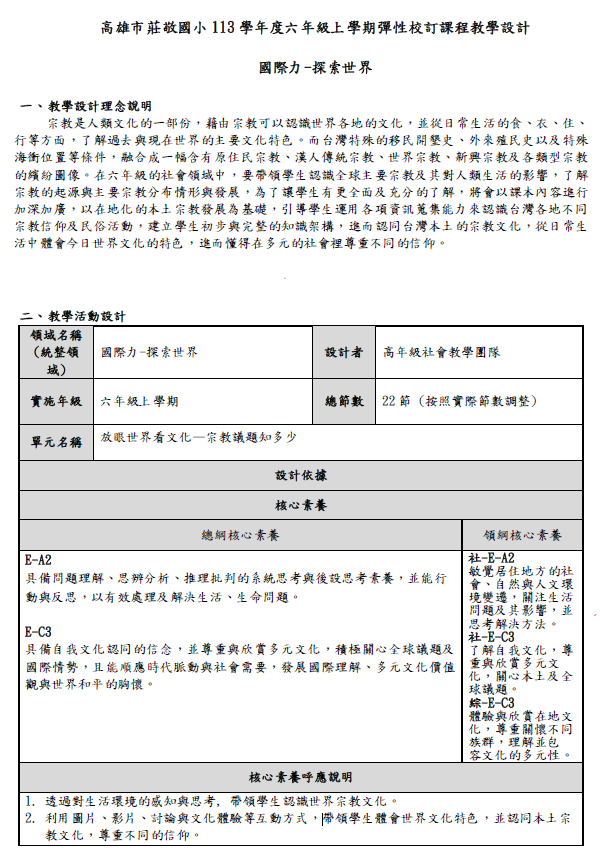 高雄市莊敬國小 113 學年度六年級上學期彈性校訂課程教學設計
國際力-探索世界
一、教學設計理念說明
宗教是人類文化的一部份，藉由宗教可以認識世界各地的文化，並從日常生活的食、衣、住、
行等方面，了解過去與現在世界的主要文化特色。而台灣特殊的移民開墾史、外來殖民史以及特殊
海衝位置等條件，融合成一幅含有原住民宗教、漢人傳統宗教、世界宗教、新興宗教及各類型宗教
的繽紛圖像。在六年級的社會領域中，要帶領學生認識全球主要宗教及其對人類生活的影響，了解
宗教的起源與主要宗教分布情形與發展，為了讓學生有更全面及充分的了解，將會以課本內容進行
加深加廣，以在地化的本土宗教發展為基礎，引導學生運用各項資訊蒐集能力來認識台灣各地不同
宗教信仰及民俗活動，建立學生初步與完整的知識架構，進而認同台灣本土的宗教文化，從日常生
活中體會今日世界文化的特色，進而懂得在多元的社會裡尊重不同的信仰。
二、教學活動設計
領域名稱
（統整領
域）
國際力-探索世界
設計者
高年級社會教學團隊
實施年級
六年級上學期
總節數
22 節（按照實際節數調整）
單元名稱
放眼世界看文化—宗教議題知多少
設計依據
核心素養
總綱核心素養
領綱核心素養
E-A2
具備問題理解、思辨分析、推理批判的系統思考與後設思考素養，並能行
動與反思，以有效處理及解決生活、生命問題。
E-C3
具備自我文化認同的信念，並尊重與欣賞多元文化，積極關心全球議題及
國際情勢，且能順應時代脈動與社會需要，發展國際理解、多元文化價值
觀與世界和平的胸懷。
社-E-A2
敏覺居住地方的社
會、自然與人文環
境變遷，關注生活
問題及其影響，並
思考解決方法。
社-E-C3
了解自我文化，尊
重與欣賞多元文
化，關心本土及全
球議題。
綜-E-C3
體驗與欣賞在地文
化，尊重關懷不同
族群，理解並包
容文化的多元性。
核心素養呼應說明
1. 透過對生活環境的感知與思考，帶領學生認識世界宗教文化。
2. 利用圖片、影片、討論與文化體驗等互動方式，帶領學生體會世界文化特色，並認同本土宗
教文化，尊重不同的信仰。